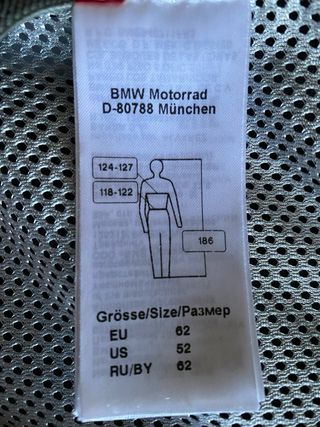 BMW Motorrad
D-80788 München
124-127
118-122
186
Grösse/Size/Размер
EU 62
US 52
RU/BY 62